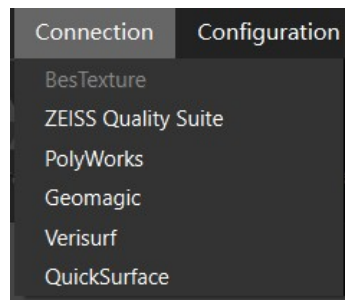 Connection Configuration
BesTexture
ZEISS Quality Suite
PolyWorks
Geomagic
Verisurf
QuickSurface